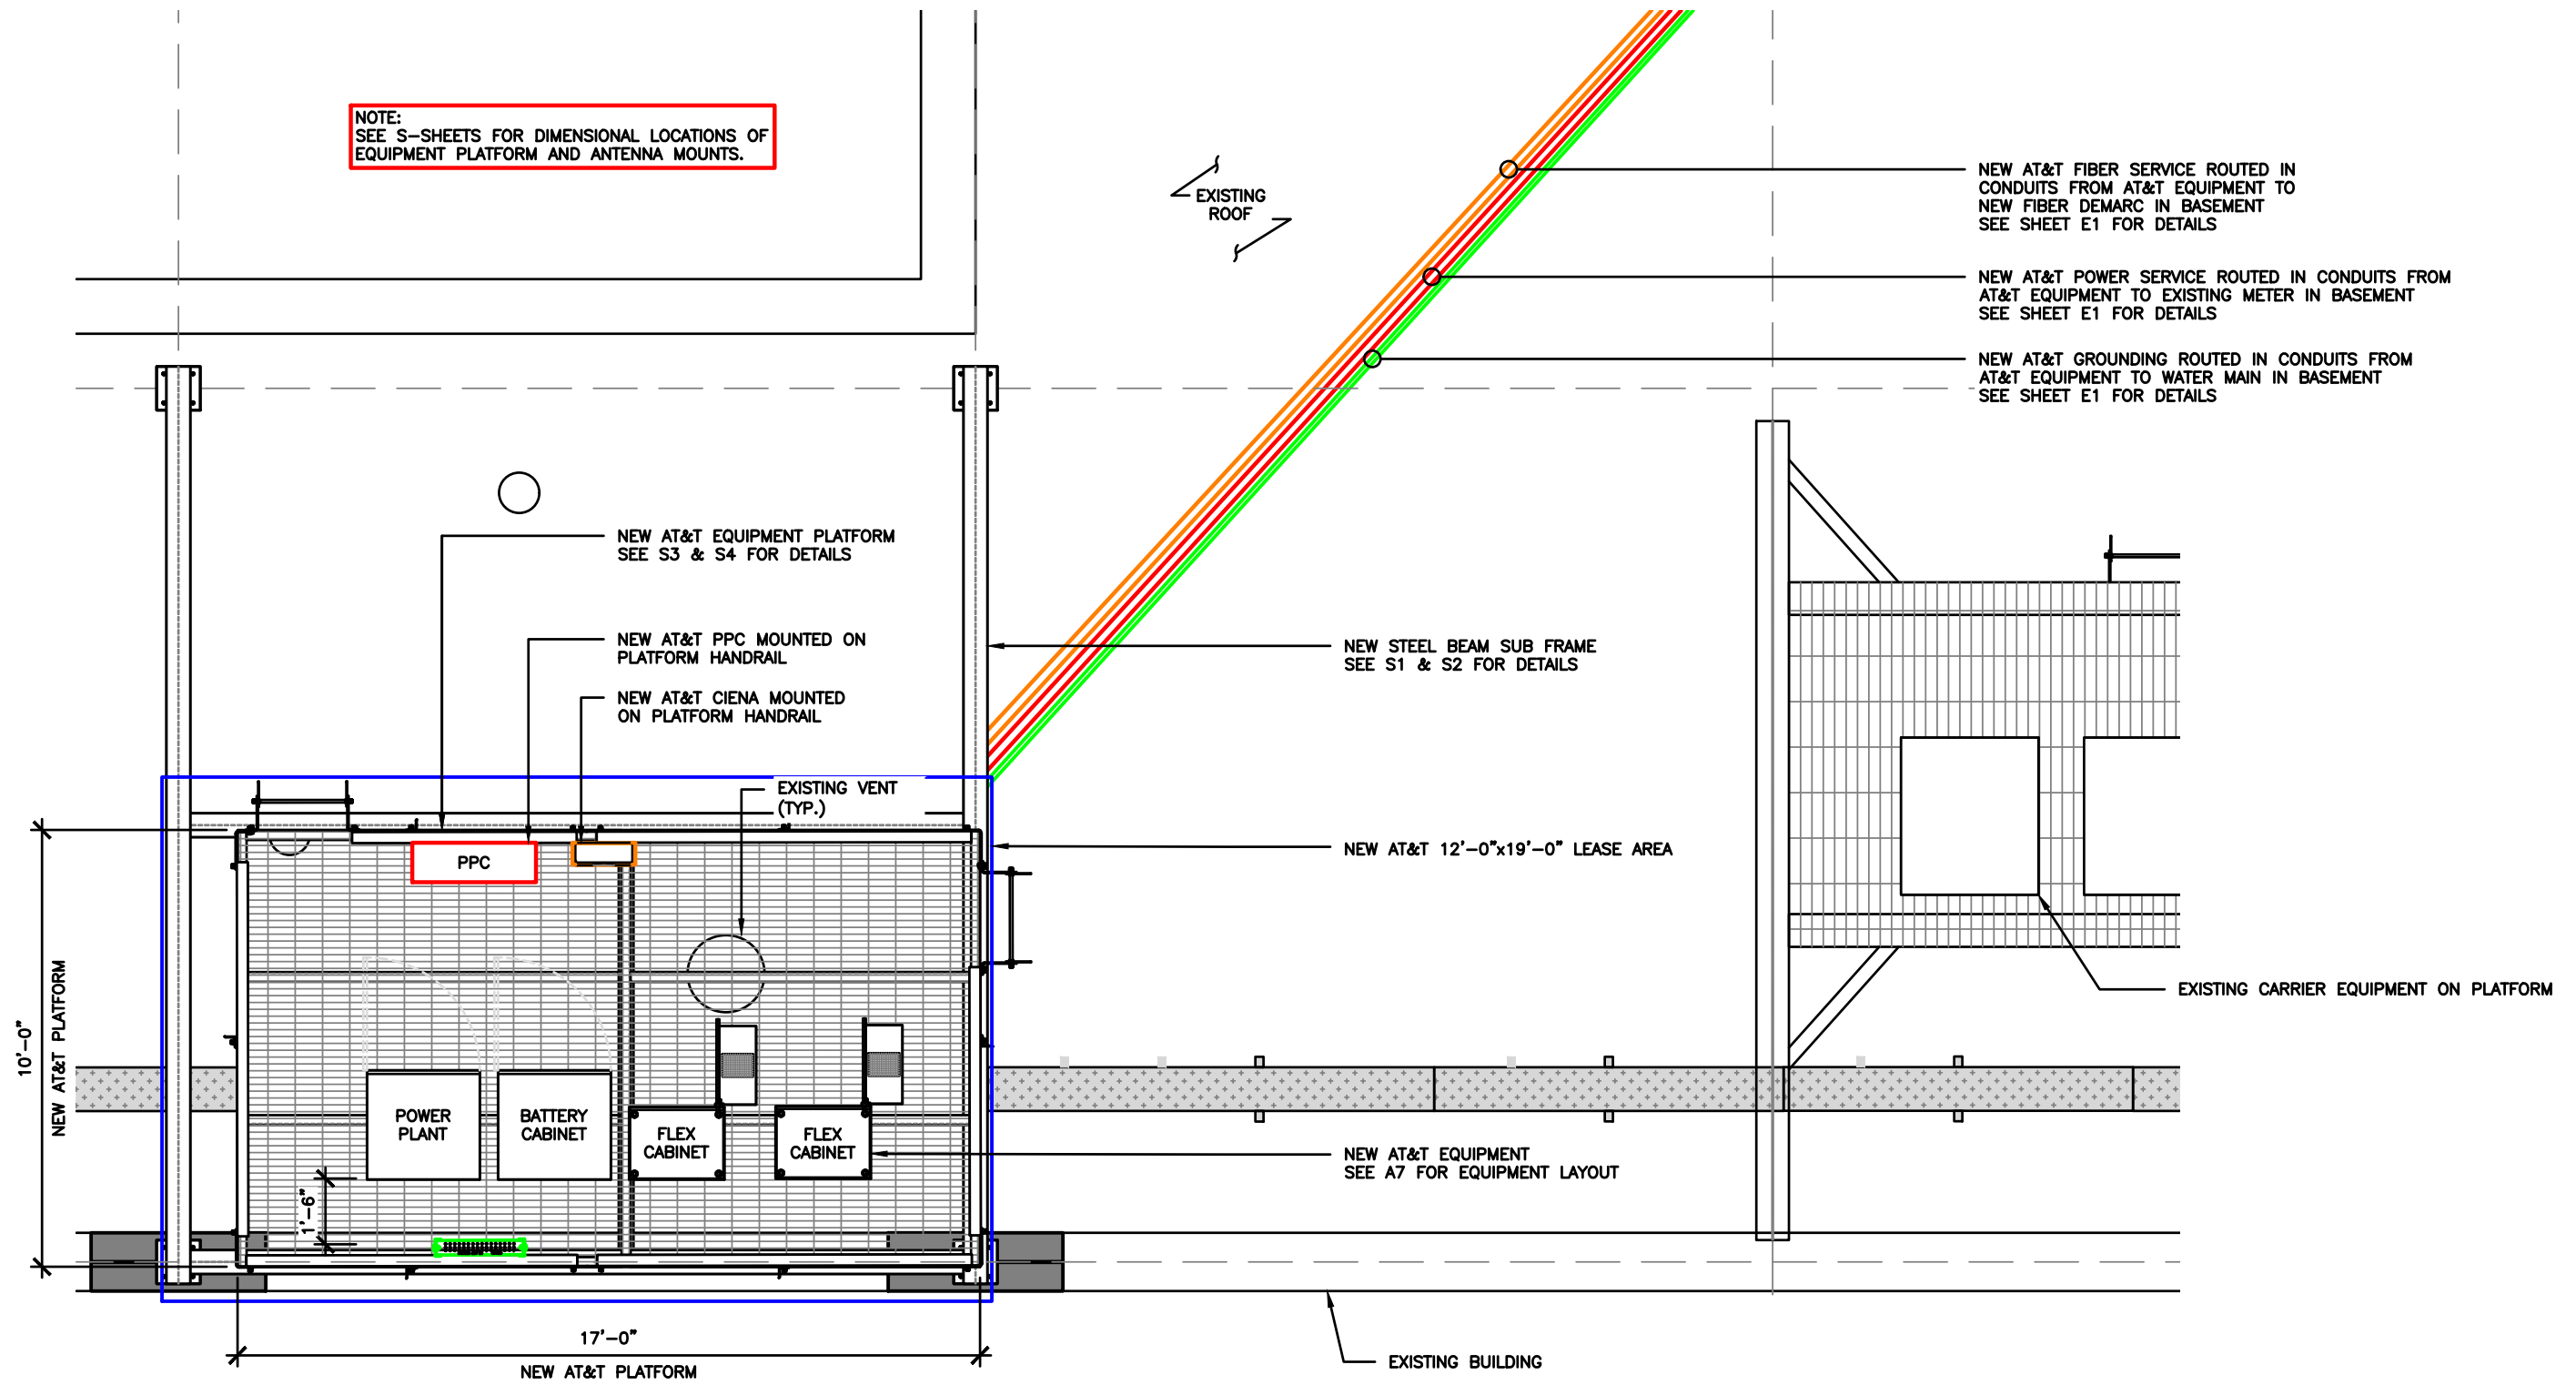 NOTE:
SEE S-SHEETS FOR DIMENSIONAL LOCATIONS OF
EQUIPMENT PLATFORM AND ANTENNA MOUNTS.
EXISTING
ROOF
NEW AT&T FIBER SERVICE ROUTED IN
CONDUITS FROM AT&T EQUIPMENT TO
NEW FIBER DEMARC IN BASEMENT
SEE SHEET E1 FOR DETAILS
NEW AT&T POWER SERVICE ROUTED IN CONDUITS FROM
AT&T EQUIPMENT TO EXISTING METER IN BASEMENT
SEE SHEET E1 FOR DETAILS
NEW AT&T GROUNDING ROUTED IN CONDUITS FROM
AT&T EQUIPMENT TO WATER MAIN IN BASEMENT
SEE SHEET E1 FOR DETAILS
NEW AT&T EQUIPMENT PLATFORM
SEE S3 & S4 FOR DETAILS
NEW AT&T PPC MOUNTED ON
PLATFORM HANDRAIL
NEW AT&T CIENA MOUNTED
ON PLATFORM HANDRAIL
NEW STEEL BEAM SUB FRAME
SEE S1 & S2 FOR DETAILS
EXISTING VENT
(TYP.)
NEW AT&T 12'-0"x19'-0" LEASE AREA
PPC
EXISTING CARRIER EQUIPMENT ON PLATFORM
10'-0"
NEW AT&T PLATFORM
POWER
PLANT
BATTERY
CABINET
FLEX
CABINET
FLEX
CABINET
NEW AT&T EQUIPMENT
SEE A7 FOR EQUIPMENT LAYOUT
1'-6"
17'-0"
NEW AT&T PLATFORM
EXISTING BUILDING